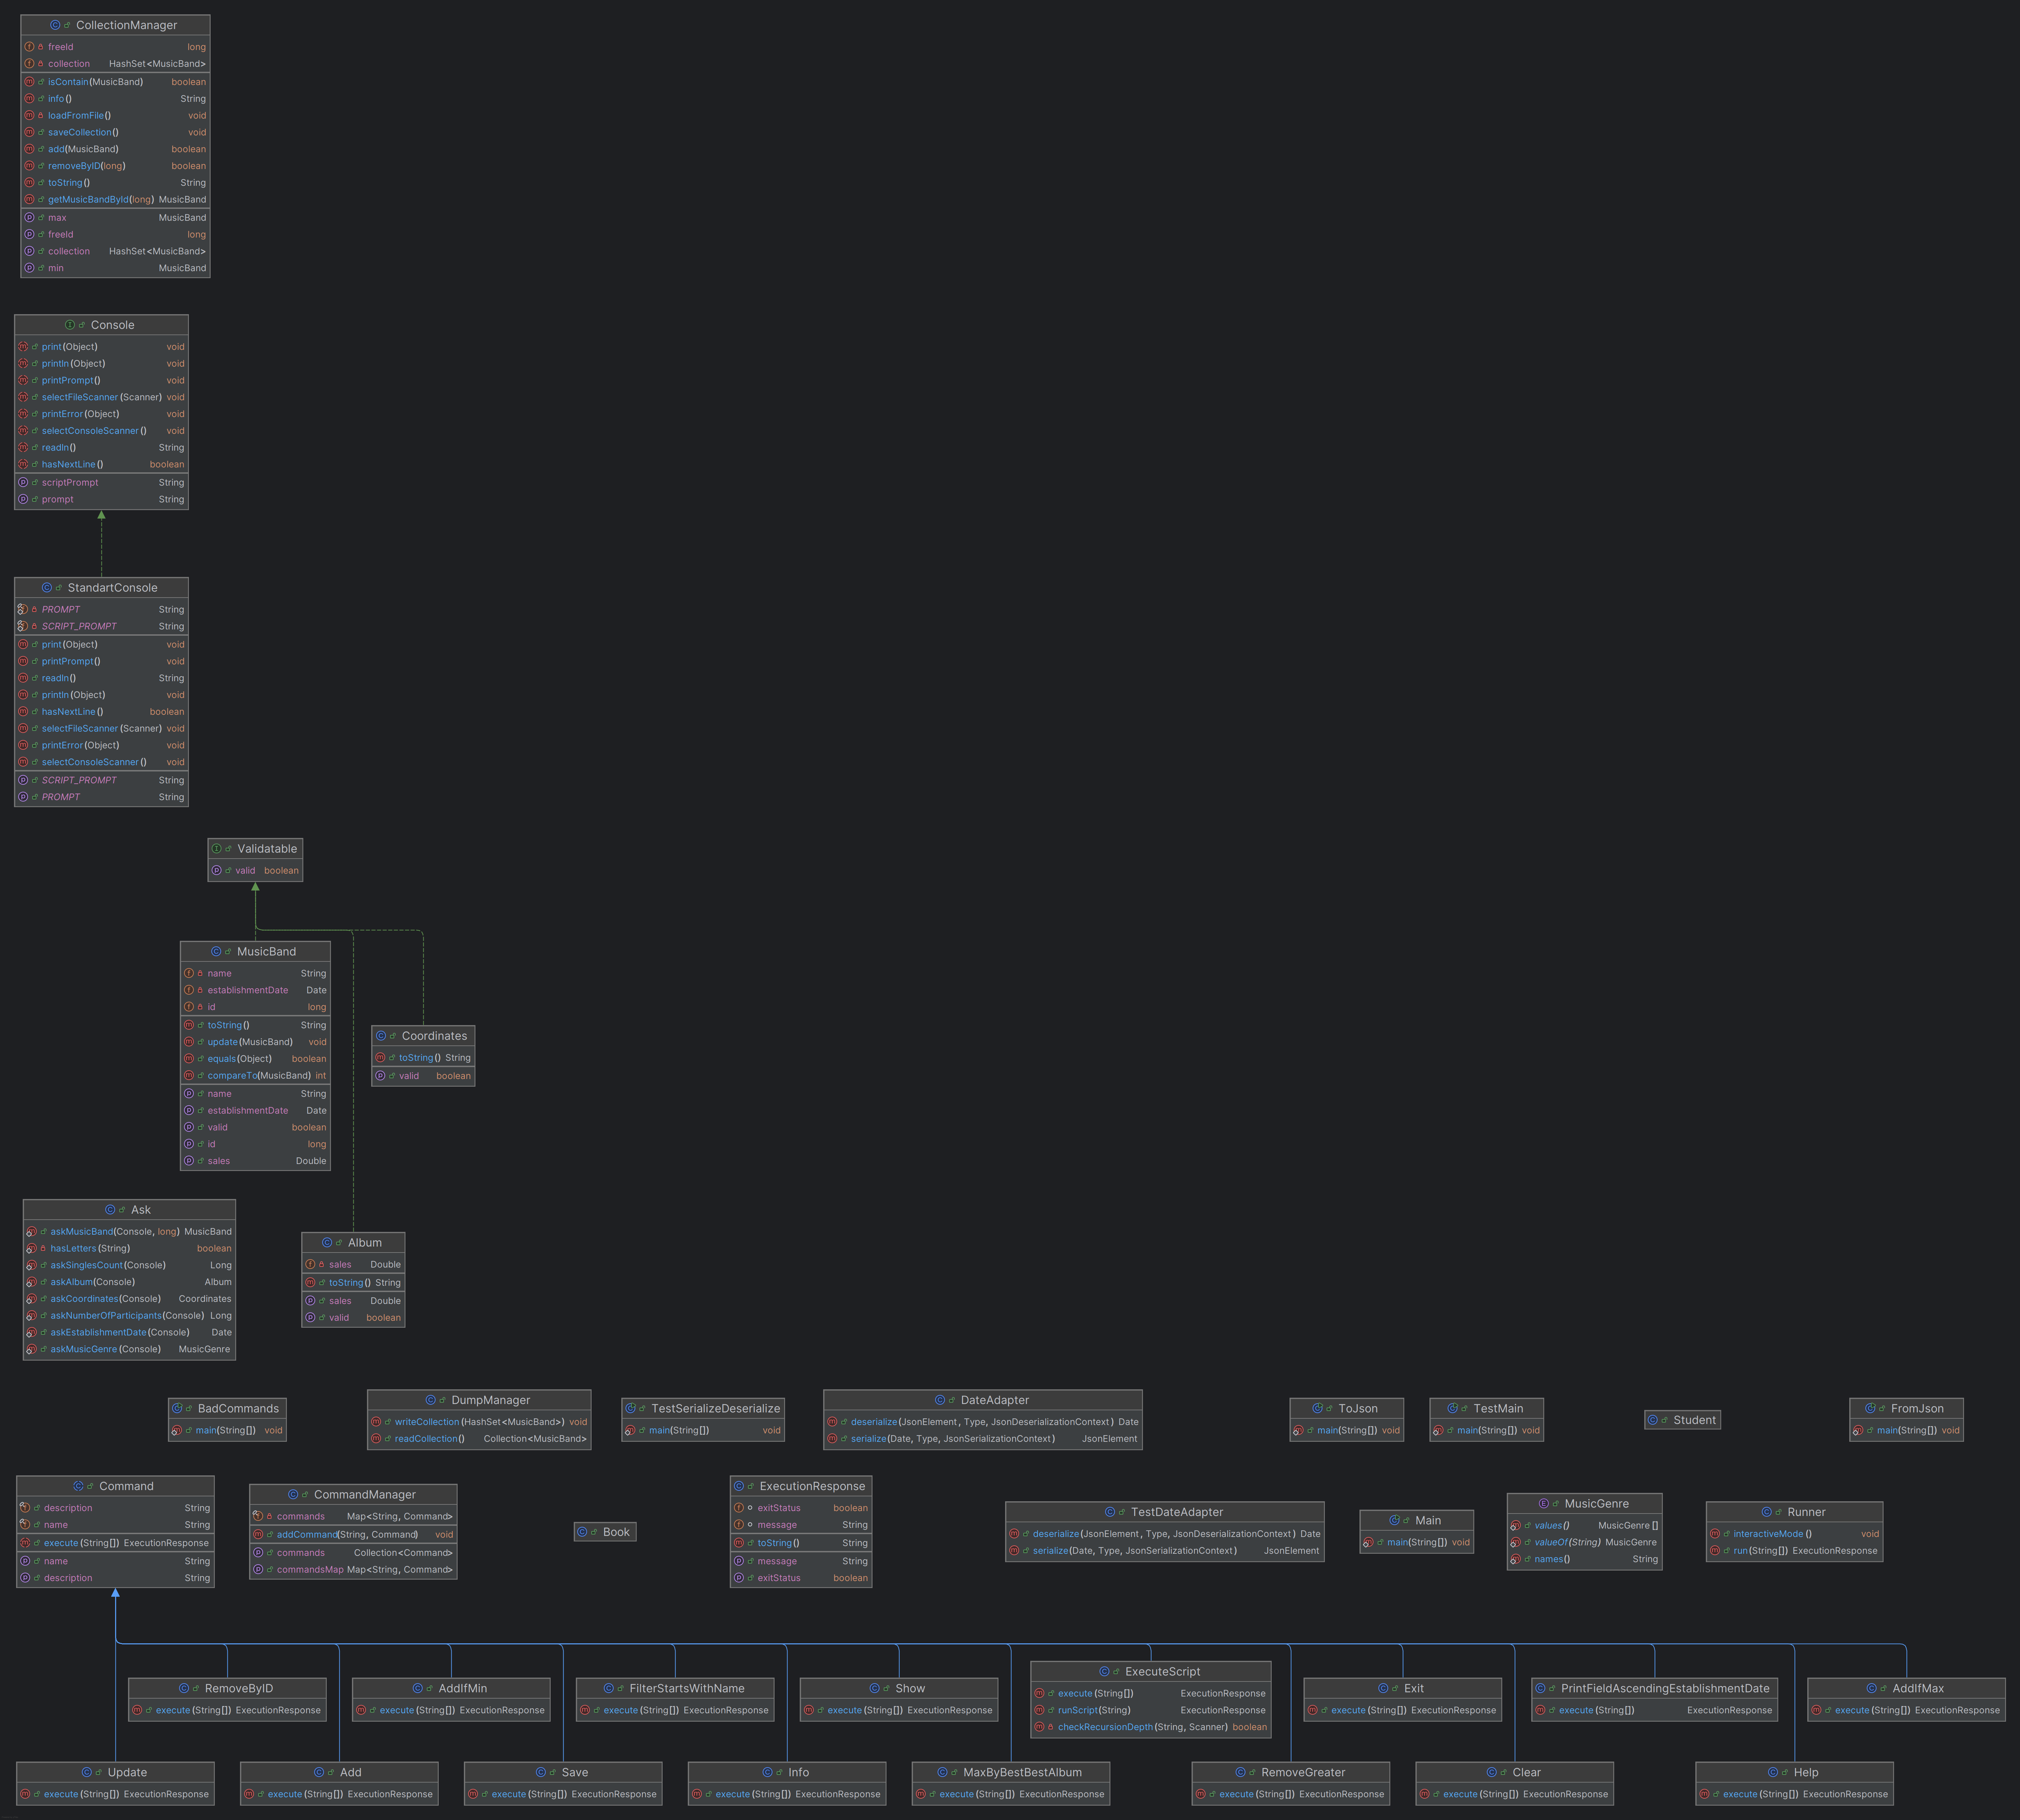 CollectionManager
freeId long
collection HashSet<MusicBand>
isContain(MusicBand) boolean
info() String
loadFromFile() void
saveCollection() void
add(MusicBand) boolean
removeByID(long) boolean
toString() String
getMusicBandById(long) MusicBand
max MusicBand
freeId long
collection HashSet<MusicBand>
min MusicBand
Console
print(Object) void
println(Object) void
printPrompt() void
selectFileScanner(Scanner) void
printError(Object) void
selectConsoleScanner() void
readln() String
hasNextLine() boolean
scriptPrompt String
prompt String
StandartConsole
PROMPT String
SCRIPT_PROMPT String
print(Object) void
printPrompt() void
readln() String
println(Object) void
hasNextLine() boolean
selectFileScanner(Scanner) void
printError(Object) void
selectConsoleScanner() void
SCRIPT_PROMPT String
PROMPT String
Validatable
valid boolean
MusicBand
name String
establishmentDate Date
id long
toString() String
update(MusicBand) void
equals(Object) boolean
compareTo(MusicBand) int
name String
establishmentDate Date
valid boolean
id long
sales Double
Coordinates
toString() String
valid boolean
Ask
askMusicBand(Console, long) MusicBand
hasLetters(String) boolean
askSinglesCount(Console) Long
askAlbum(Console) Album
askCoordinates(Console) Coordinates
askNumberOfParticipants(Console) Long
askEstablishmentDate(Console) Date
askMusicGenre(Console) MusicGenre
Album
sales Double
toString() String
sales Double
valid boolean
BadCommands
main(String[]) void
DumpManager
writeCollection(HashSet<MusicBand>) void
readCollection() Collection<MusicBand>
TestSerializeDeserialize
main(String[]) void
DateAdapter
deserialize(JsonElement, Type, JsonDeserializationContext) Date
serialize(Date, Type, JsonSerializationContext) JsonElement
ToJson
main(String[]) void
TestMain
main(String[]) void
Student
FromJson
main(String[]) void
Command
description String
name String
execute(String[]) ExecutionResponse
name String
description String
CommandManager
commands Map<String, Command>
addCommand(String, Command) void
commands Collection<Command>
commandsMap Map<String, Command>
Book
ExecutionResponse
exitStatus boolean
message String
toString() String
message String
exitStatus boolean
TestDateAdapter
deserialize(JsonElement, Type, JsonDeserializationContext) Date
serialize(Date, Type, JsonSerializationContext) JsonElement
Main
main(String[]) void
MusicGenre
values() MusicGenre[]
valueOf(String) MusicGenre
names() String
Runner
interactiveMode() void
run(String[]) ExecutionResponse
RemoveByID
execute(String[]) ExecutionResponse
AddIfMin
execute(String[]) ExecutionResponse
FilterStartsWithName
execute(String[]) ExecutionResponse
Show
execute(String[]) ExecutionResponse
ExecuteScript
execute(String[]) ExecutionResponse
runScript(String) ExecutionResponse
checkRecursionDepth(String, Scanner) boolean
Exit
execute(String[]) ExecutionResponse
PrintFieldAscendingEstablishmentDate
execute(String[]) ExecutionResponse
AddIfMax
execute(String[]) ExecutionResponse
Update
execute(String[]) ExecutionResponse
Add
execute(String[]) ExecutionResponse
Save
execute(String[]) ExecutionResponse
Info
execute(String[]) ExecutionResponse
MaxByBestBestAlbum
execute(String[]) ExecutionResponse
RemoveGreater
execute(String[]) ExecutionResponse
Clear
execute(String[]) ExecutionResponse
Help
execute(String[]) ExecutionResponse